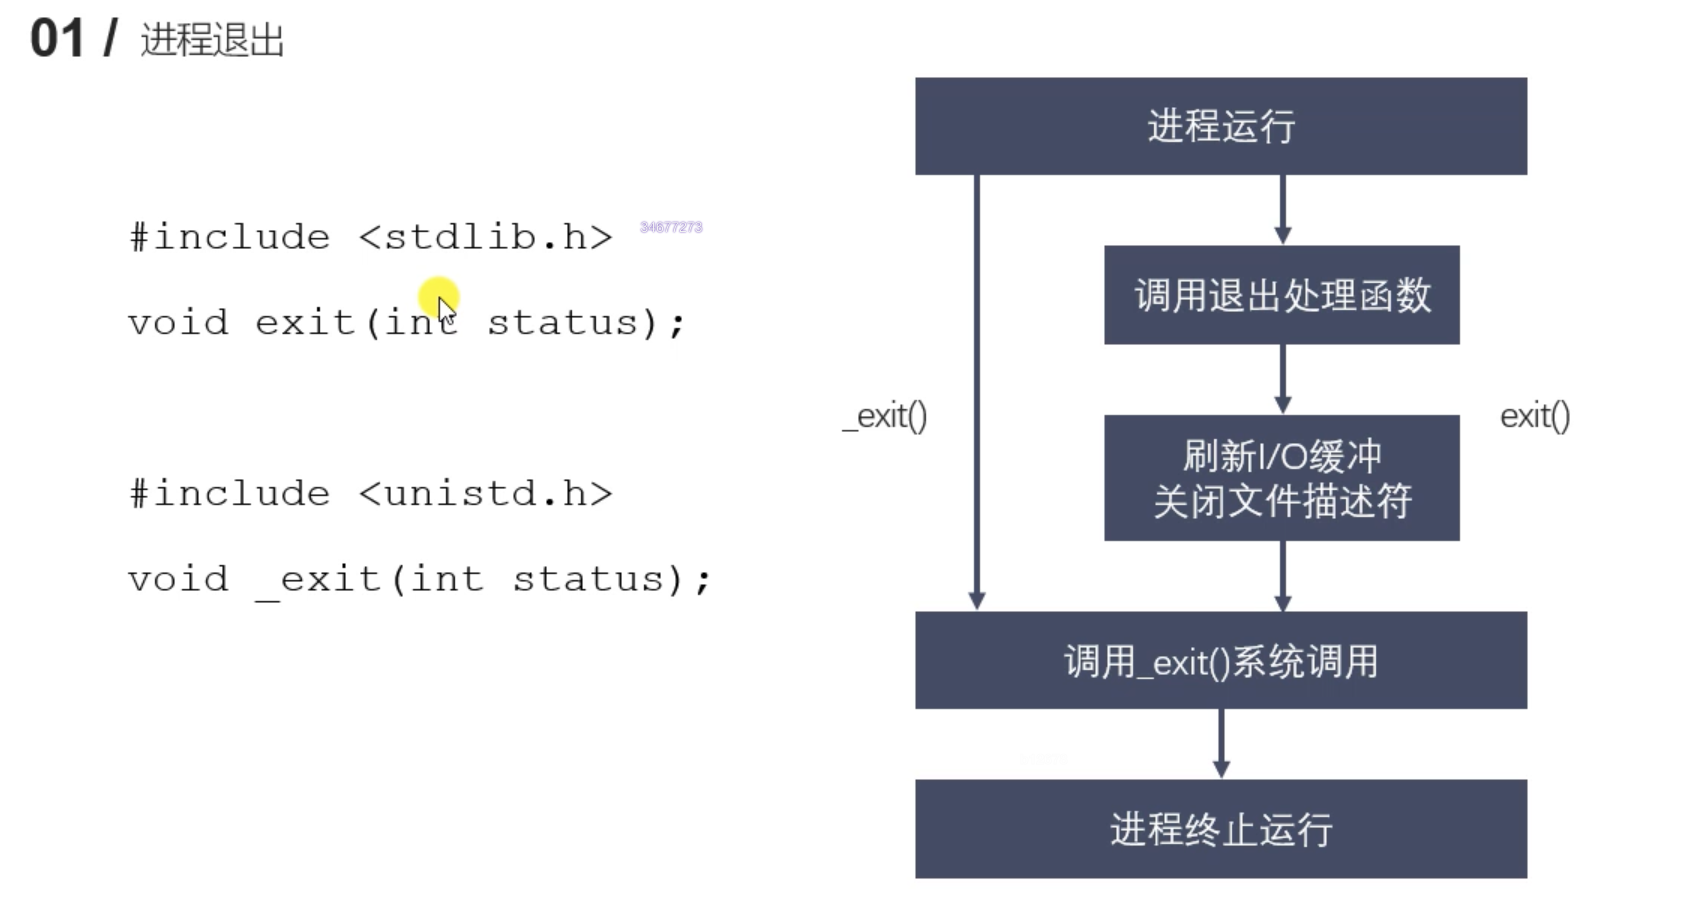 01 / 进程退出
#include <stdlib.h>
34677273
void exit(int status);
#include <unistd.h>
void _exit(int status);
进程运行
调用退出处理函数
_exit()
exit()
刷新I/O缓冲
关闭文件描述符
调用_exit()系统调用
进程终止运行